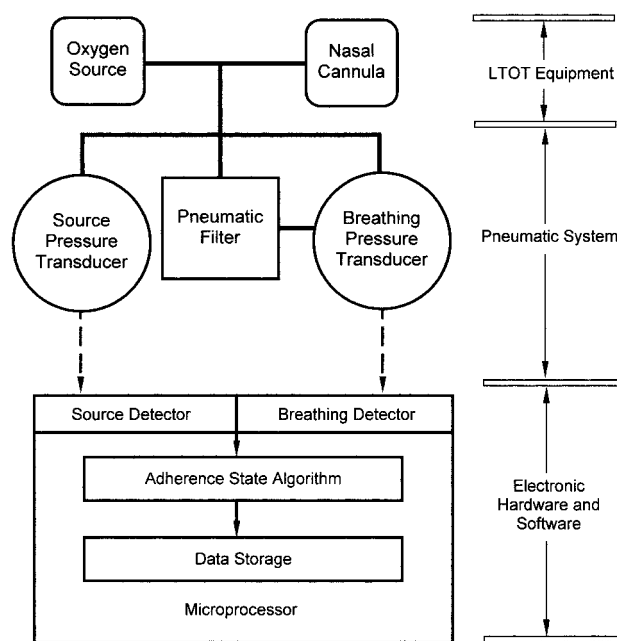 Oxygen
Source
Nasal
Cannula
LTOT Equipment
Source
Pressure
Transducer
Pneumatic
Filter
Breathing
Pressure
Transducer
Pneumatic System
Source Detector
Breathing Detector
Adherence State Algorithm
Data Storage
Microprocessor
Electronic
Hardware and
Software